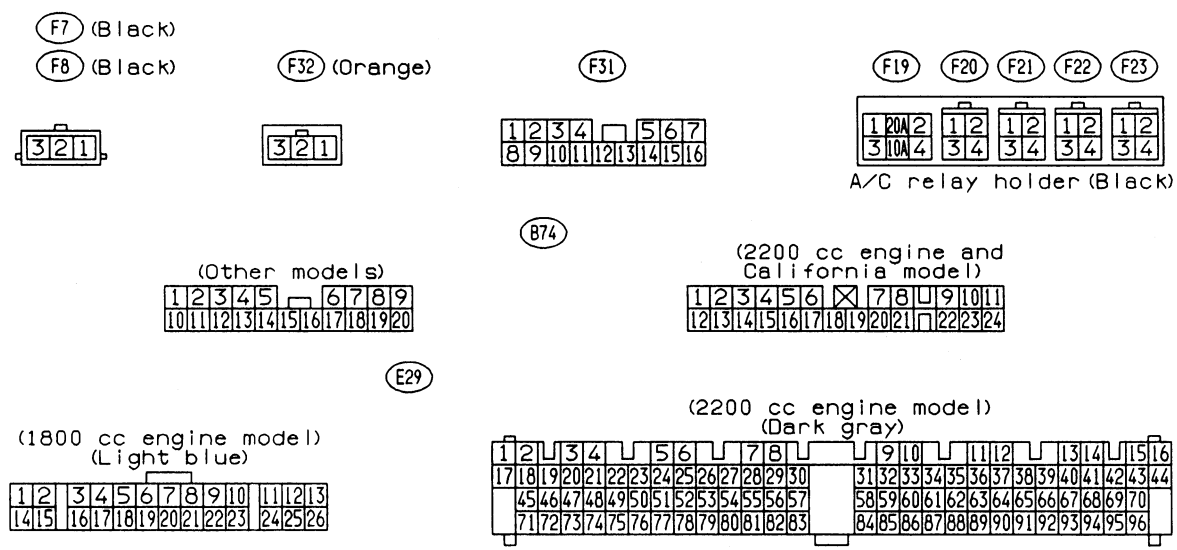 F7 (Black)
F8 (Black)
F32 (Orange)
F31
F19 F20 F21 F22 F23
3 2 1
3 2 1
1 2 3 4 5 6 7
8 9 10 11 12 13 14 15 16
1 20A 2 1 2 1 2 1 2 1 2
3 10A 4 3 4 3 4 3 4 3 4
A/C relay holder (Black)
B74
(Other models)
1 2 3 4 5 6 7 8 9
10 11 12 13 14 15 16 17 18 19 20
(2200 cc engine and
California model)
1 2 3 4 5 6 7 8 9 10 11
12 13 14 15 16 17 18 19 20 21 22 23 24
E29
(1800 cc engine model)
(Light blue)
1 2 3 4 5 6 7 8 9 10 11 12 13
14 15 16 17 18 19 20 21 22 23 24 25 26
(2200 cc engine model)
(Dark gray)
1 2 3 4 5 6 7 8 9 10 11 12 13 14 15 16
17 18 19 20 21 22 23 24 25 26 27 28 29 30 31 32 33 34 35 36 37 38 39 40 41 42 43 44
45 46 47 48 49 50 51 52 53 54 55 56 57 58 59 60 61 62 63 64 65 66 67 68 69 70
71 72 73 74 75 76 77 78 79 80 81 82 83 84 85 86 87 88 89 90 91 92 93 94 95 96